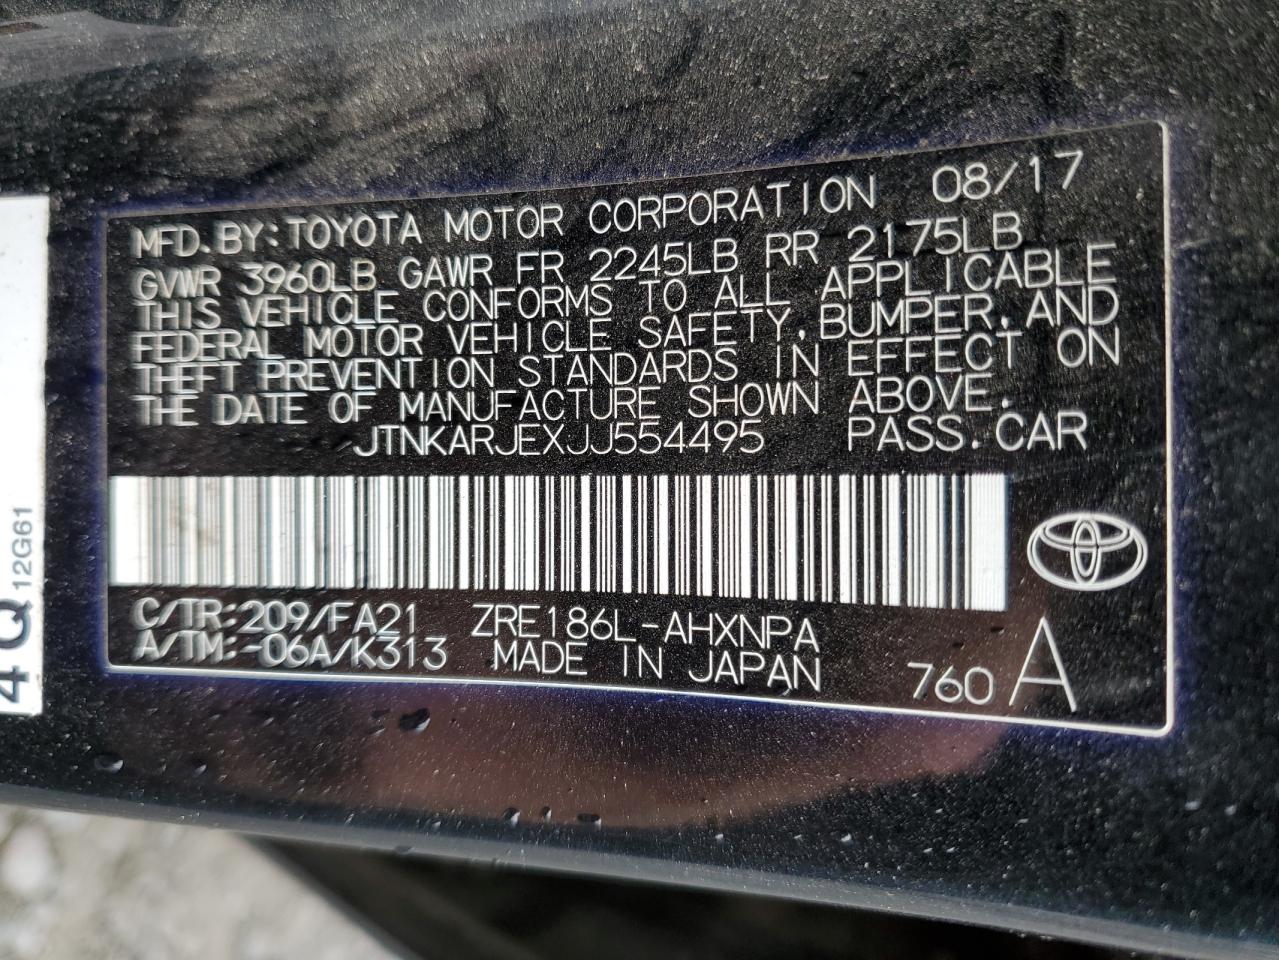 MFD.BY: TOYOTA MOTOR CORPORATION 08/17
GVWR 3960LB GAWR FR 2245LB RR 2175LB
THIS VEHICLE CONFORMS TO ALL APPLICABLE
FEDERAL MOTOR VEHICLE SAFETY, BUMPER, AND
THEFT PREVENTION STANDARDS IN EFFECT ON
THE DATE OF MANUFACTURE SHOWN ABOVE.
JTNKARJEXJJ554495 PASS.CAR
C/TR: 209/FA21 ZRE186L-AHXNPA
A/TM: -06A/K313 MADE IN JAPAN 760 A
4Q 12G61